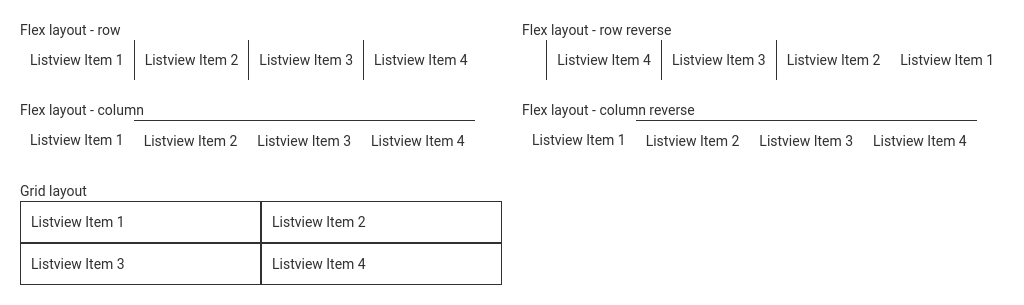 Flex layout - row
Listview Item 1 Listview Item 2 Listview Item 3 Listview Item 4
Flex layout - row reverse
Listview Item 4 Listview Item 3 Listview Item 2 Listview Item 1
Flex layout - column
Listview Item 1 Listview Item 2 Listview Item 3 Listview Item 4
Flex layout - column reverse
Listview Item 1 Listview Item 2 Listview Item 3 Listview Item 4
Grid layout
Listview Item 1 Listview Item 2
Listview Item 3 Listview Item 4